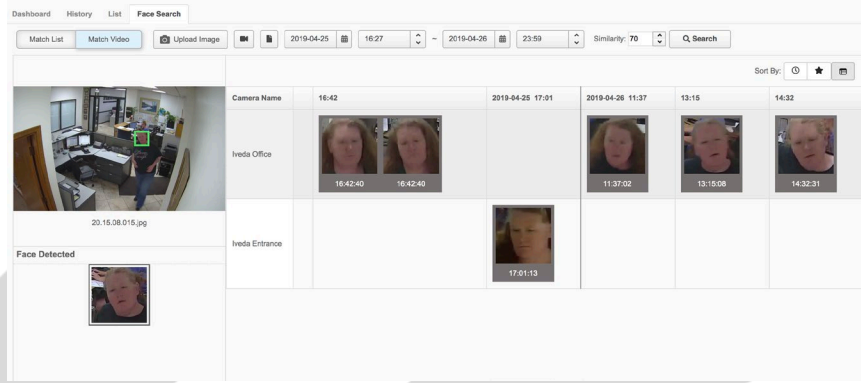 Dashboard History List Face Search
Match List Match Video Upload Image 2019-04-25 16:27 ~ 2019-04-26 23:59 Similarity: 70 Search
Sort By:
Camera Name 16:42 2019-04-25 17:01 2019-04-26 11:37 13:15 14:32
Iveda Office
16:42:40 16:42:40 11:37:02 13:15:08 14:32:31
20.15.08.015.jpg
Iveda Entrance
Face Detected
17:01:13